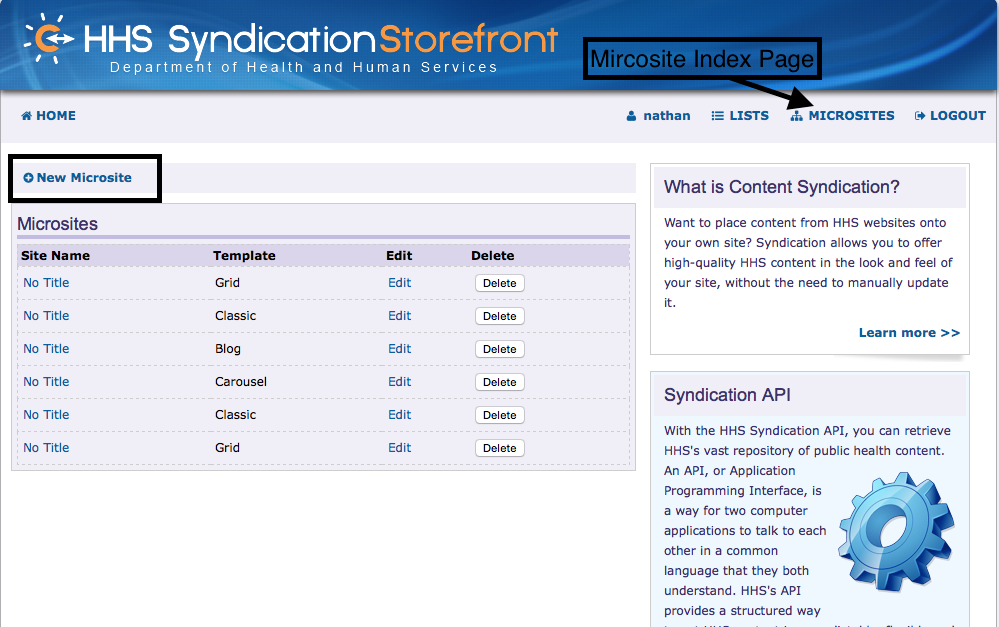 HHS SyndicationStorefront
Department of Health and Human Services
Mircosite Index Page
HOME
nathan LISTS MICROSITES LOGOUT
New Microsite
Microsites
Site Name Template Edit Delete
No Title Grid Edit Delete
No Title Classic Edit Delete
No Title Blog Edit Delete
No Title Carousel Edit Delete
No Title Classic Edit Delete
No Title Grid Edit Delete
What is Content Syndication?
Want to place content from HHS websites onto
your own site? Syndication allows you to offer
high-quality HHS content in the look and feel of
your site, without the need to manually update
it.
Learn more >>
Syndication API
With the HHS Syndication API, you can retrieve
HHS's vast repository of public health content.
An API, or Application
Programming Interface, is
a way for two computer
applications to talk to each
other in a common
language that they both
understand. HHS's API
provides a structured way